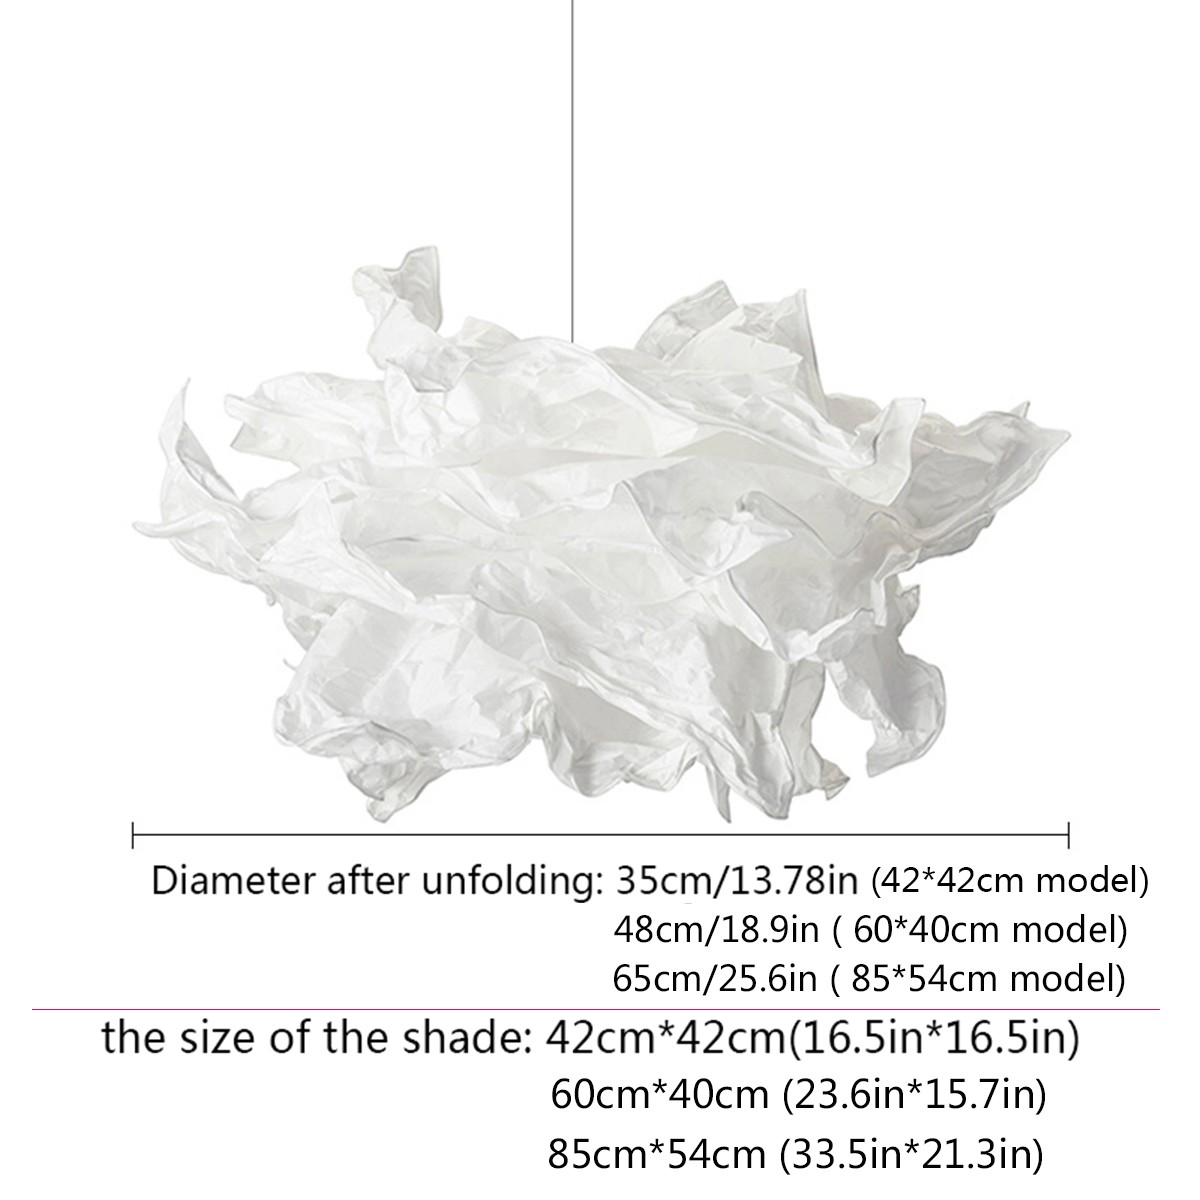 Diameter after unfolding: 35cm/13.78in (42*42cm model)
48cm/18.9in ( 60*40cm model)
65cm/25.6in ( 85*54cm model)
the size of the shade: 42cm*42cm(16.5in*16.5in)
60cm*40cm (23.6in*15.7in)
85cm*54cm (33.5in*21.3in)